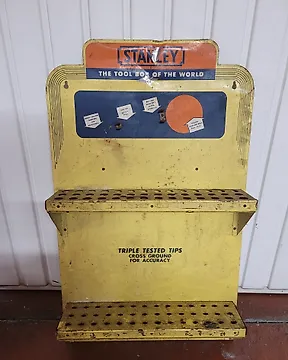 STANLEY
THE TOOL BOX OF THE WORLD
TRIPLE TESTED TIPS
CROSS GROUND
FOR ACCURACY